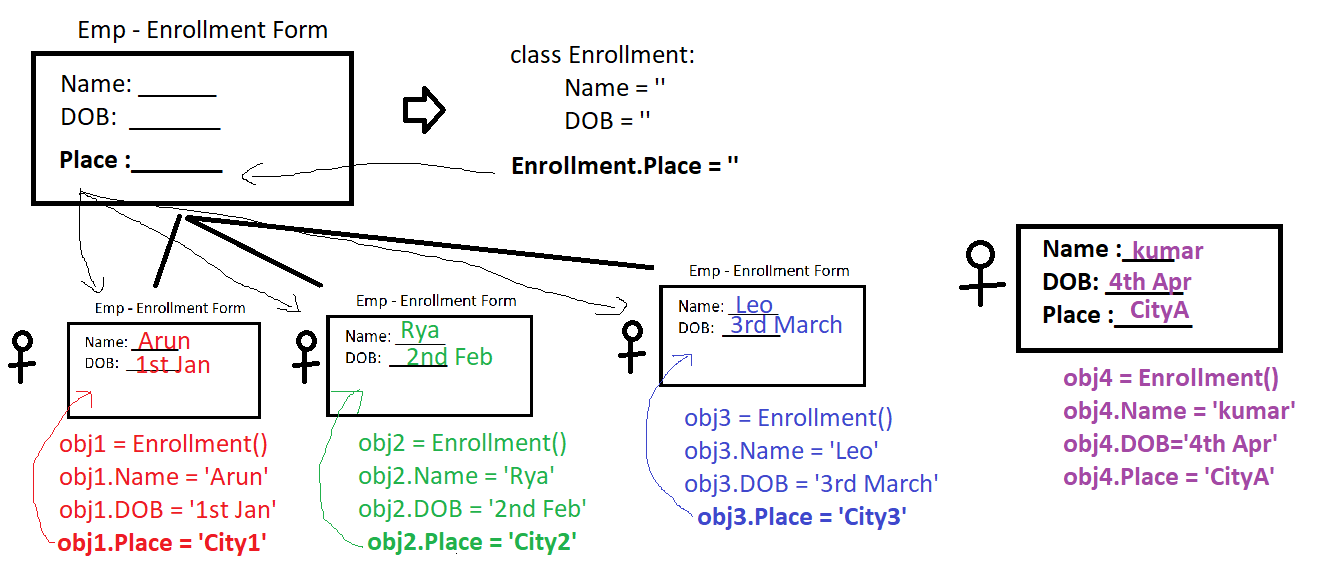 Emp - Enrollment Form
Name: ______
DOB: _______
Place :_______
class Enrollment:
Name = ''
DOB = ''
Enrollment.Place = ''
Emp - Enrollment Form
Name: Arun
DOB: 1st Jan
obj1 = Enrollment()
obj1.Name = 'Arun'
obj1.DOB = '1st Jan'
obj1.Place = 'City1'
Emp - Enrollment Form
Name: Rya
DOB: 2nd Feb
obj2 = Enrollment()
obj2.Name = 'Rya'
obj2.DOB = '2nd Feb'
obj2.Place = 'City2'
Emp - Enrollment Form
Name: Leo
DOB: 3rd March
obj3 = Enrollment()
obj3.Name = 'Leo'
obj3.DOB = '3rd March'
obj3.Place = 'City3'
Name : kumar
DOB: 4th Apr
Place : CityA
obj4 = Enrollment()
obj4.Name = 'kumar'
obj4.DOB='4th Apr'
obj4.Place = 'CityA'